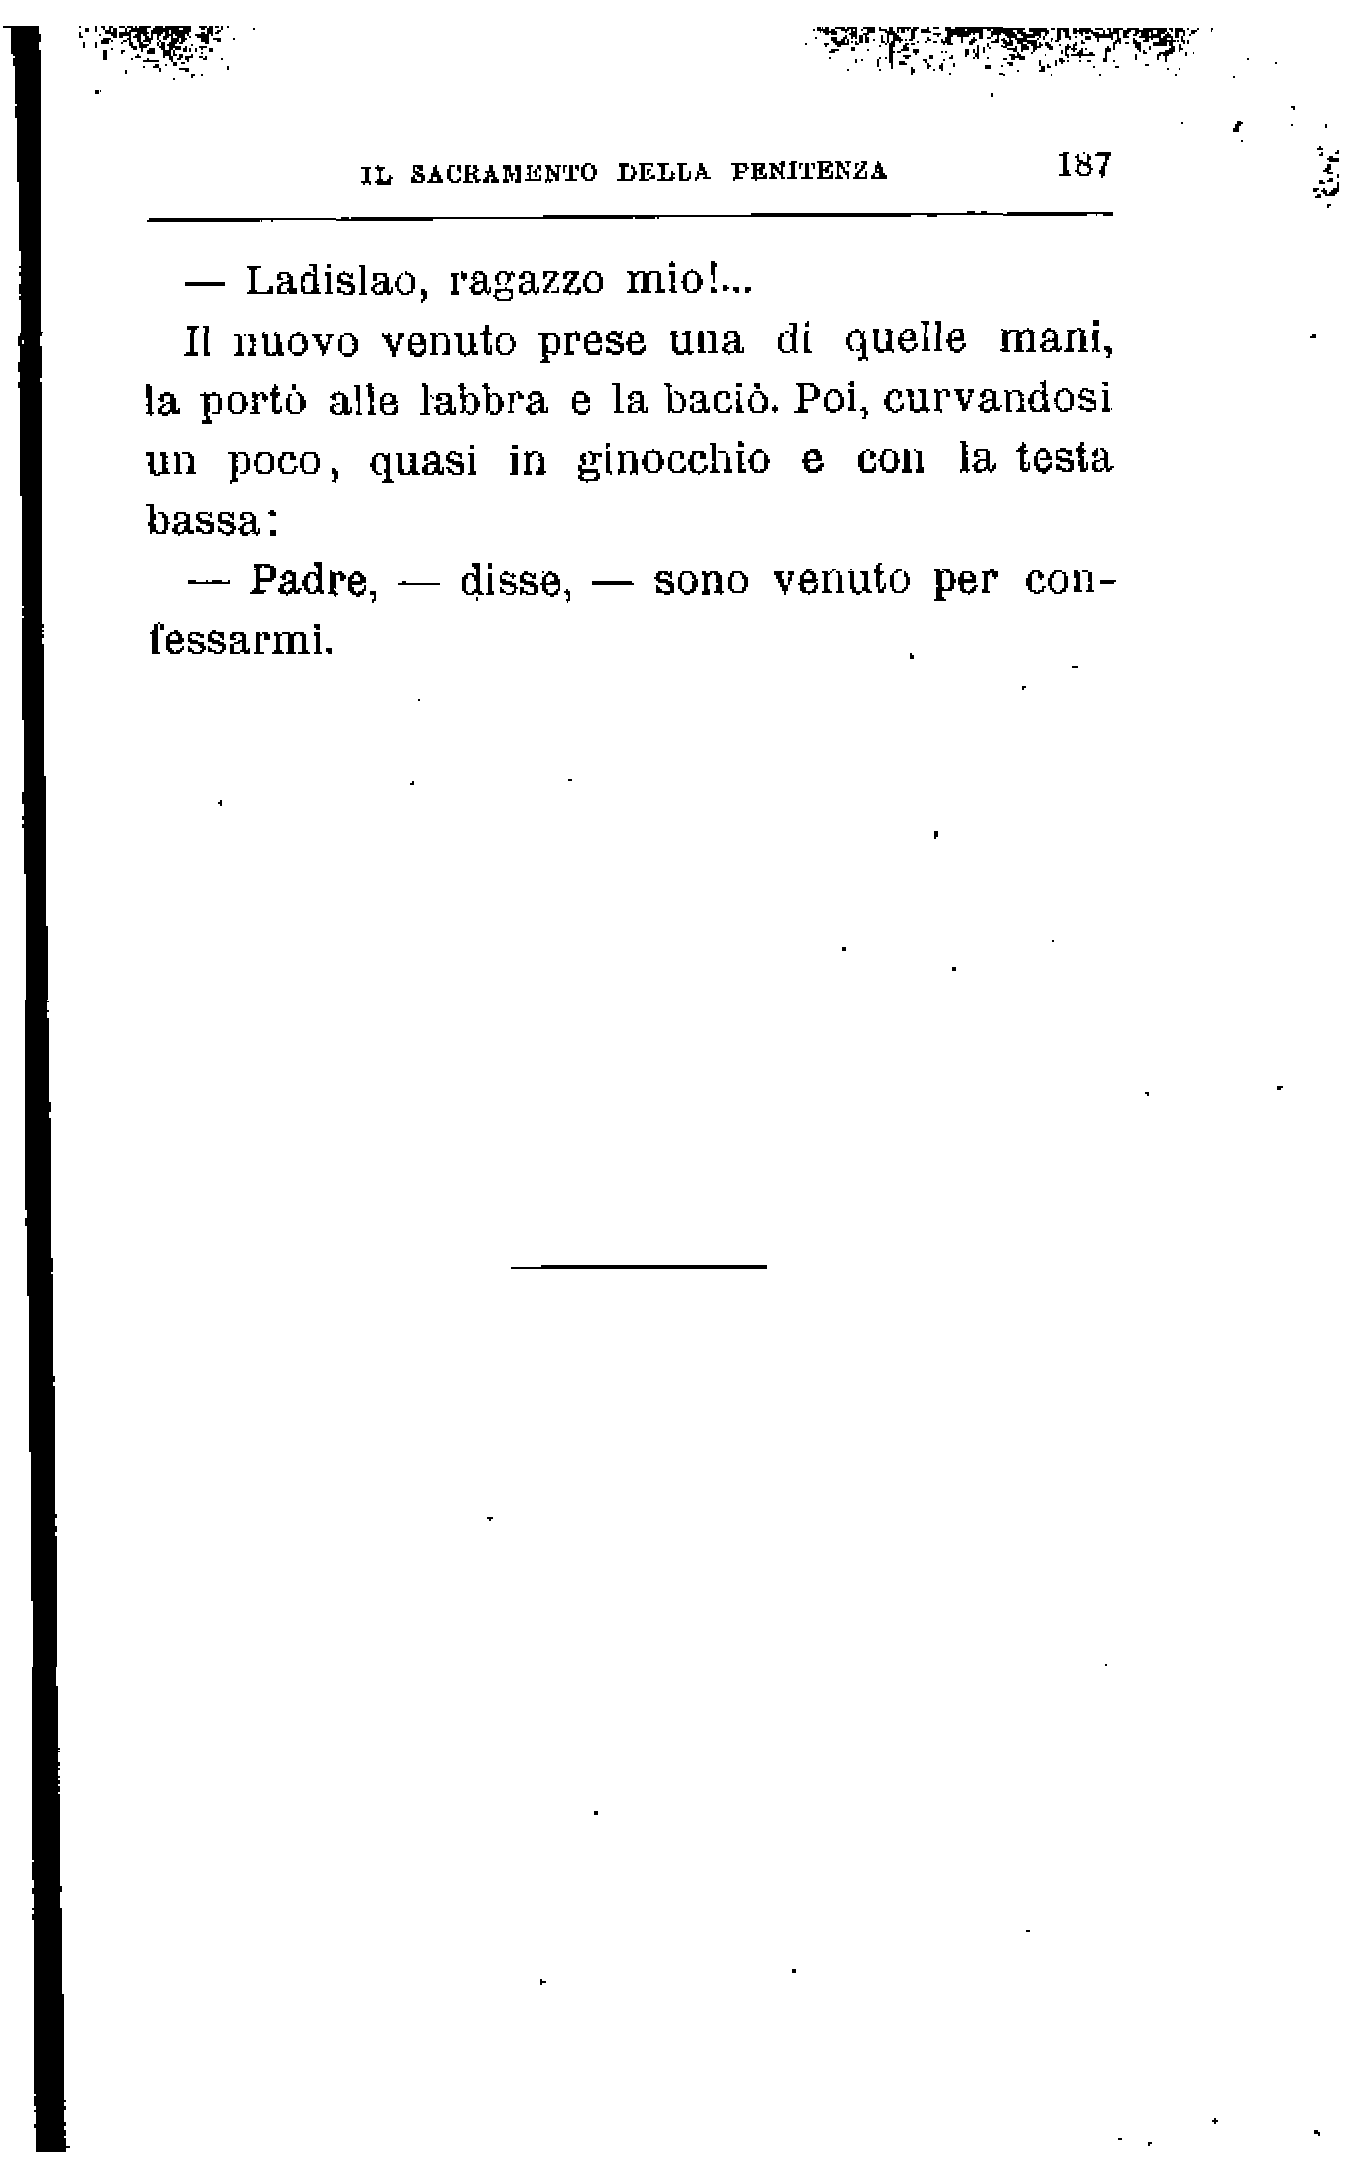 IL SACRAMENTO DELLA PENITENZA 187
— Ladislao, ragazzo mio!...
Il nuovo venuto prese una di quelle mani,
la portò alle labbra e la baciò. Poi, curvandosi
un poco, quasi in ginocchio e con la testa
bassa:
— Padre, — disse, — sono venuto per con-
fessarmi.